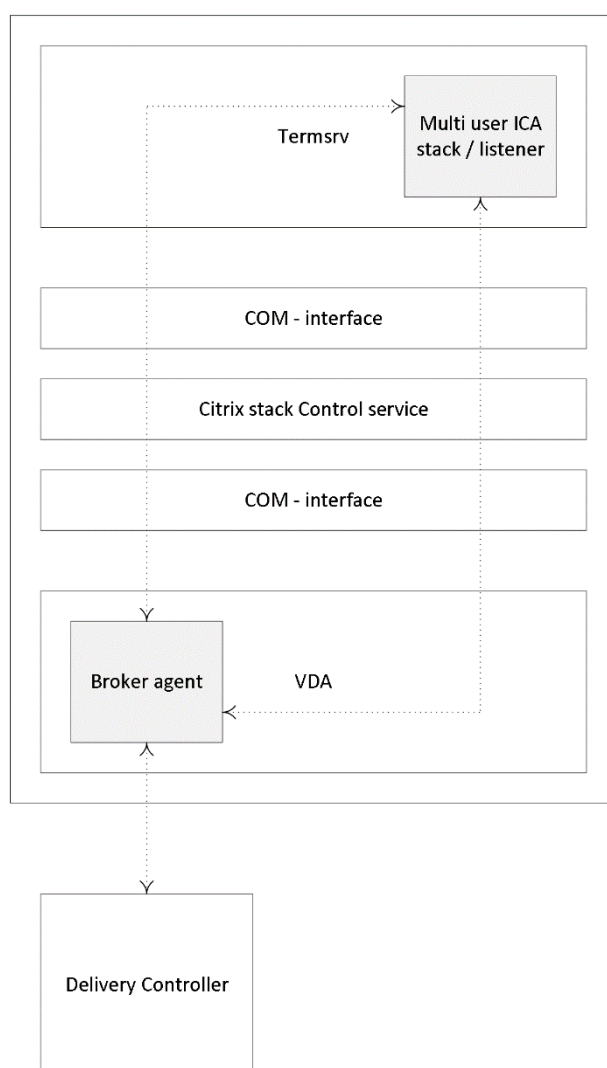 Termsrv
Multi user ICA
stack / listener
COM - interface
Citrix stack Control service
COM - interface
Broker agent
VDA
Delivery Controller